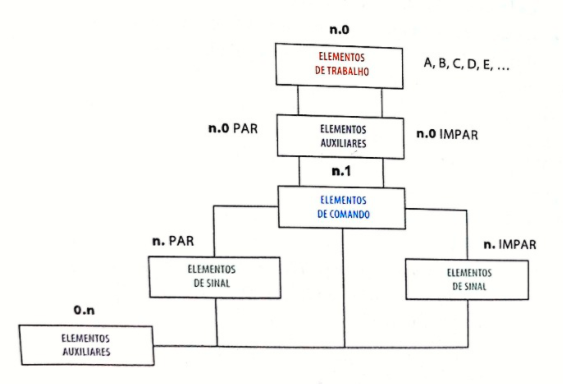 n.0
ELEMENTOS
DE TRABALHO
A, B, C, D, E, ...
n.0 PAR
ELEMENTOS
AUXILIARES
n.0 IMPAR
n.1
ELEMENTOS
DE COMANDO
n. PAR
n. IMPAR
ELEMENTOS
DE SINAL
ELEMENTOS
DE SINAL
0.n
ELEMENTOS
AUXILIARES